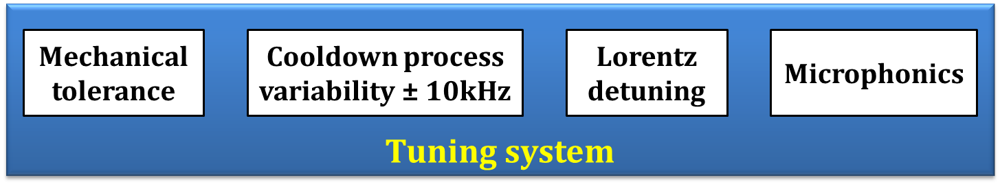 Mechanical
tolerance
Cooldown process
variability ± 10kHz
Lorentz
detuning
Microphonics
Tuning system